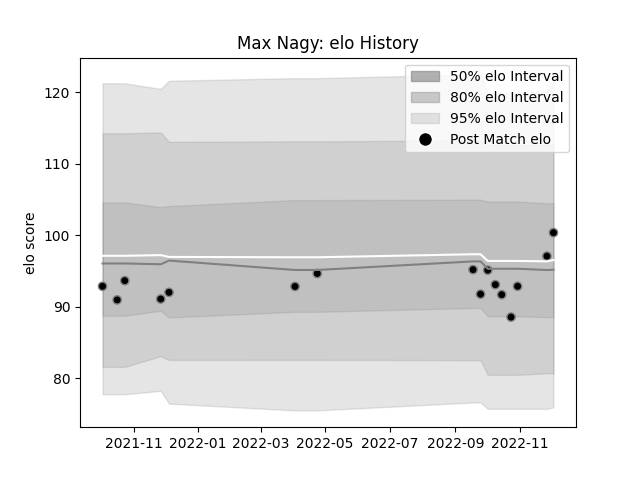 Max Nagy: elo History
50% elo Interval
80% elo Interval
95% elo Interval
Post Match elo
elo score
120
110
100
90
80
2021-11 2022-01 2022-03 2022-05 2022-07 2022-09 2022-11